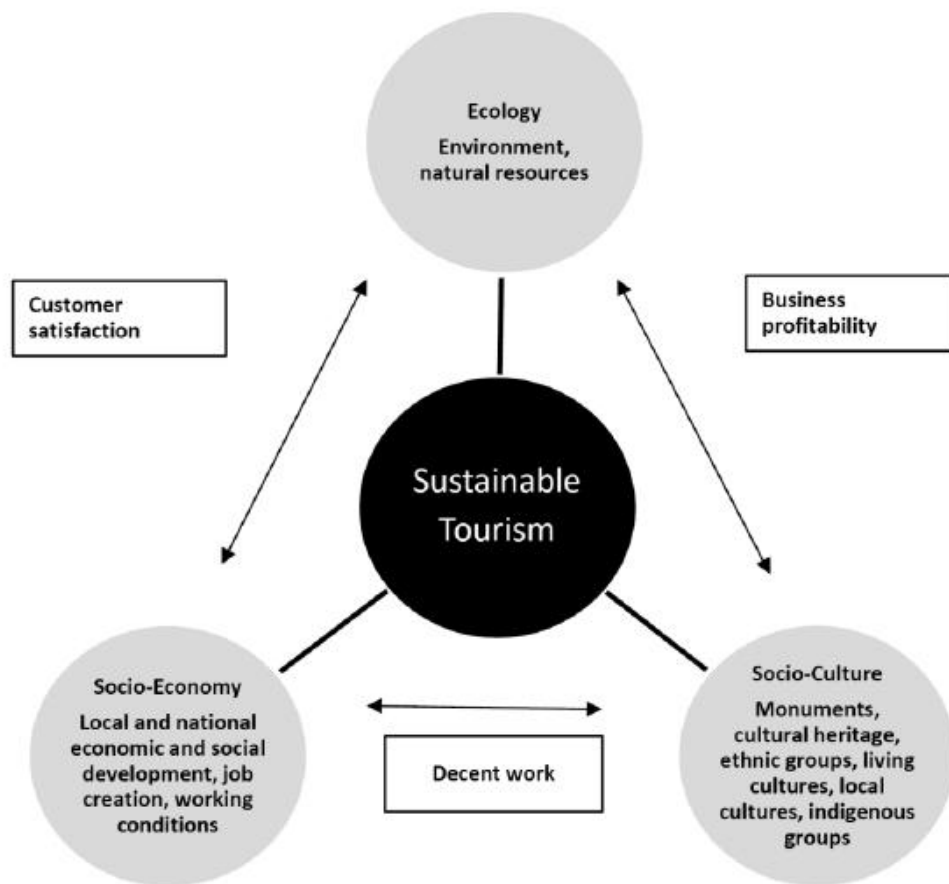 Ecology
Environment,
natural resources
Customer
satisfaction
Business
profitability
Sustainable
Tourism
Socio-Economy
Local and national
economic and social
development, job
creation, working
conditions
Decent work
Socio-Culture
Monuments,
cultural heritage,
ethnic groups, living
cultures, local
cultures, indigenous
groups